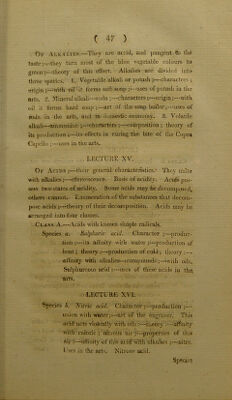 ( 47 )
Of Alkalies.—They are acrid, and pungent to the
taste;—they turn most of the blue vegetable colours to
green;—theory of this effect. Alkalies are divided into
three species. 1. Vegetable alkali or potash;—characters;
origin;—with oil it forms soft soap;—uses of potash in the
arts. 2. Mineral alkali—soda;—characters;—origin;—with
oil it forms hard soap;—art of the soap boiler;—uses of
soda in the arts, and in domestic economy. 3. Volatile
alkali—ammoniac;—characters;—composition; theory of
its production;—its effects in curing the bite of the Copra
Capello;—uses in the arts.
LECTURE XV.
Of Acids;—their general characteristics. They unite
with alkalies;—effervescence. Basis of acidity. Acids
two states of acidity. Some acids may be decomposed,
others cannot. Enumeration of the substances that decom-
pose acids;—theory of their decomposition. Acids may be
arranged into four classes.
Class A.—Acids with known simple radicals.
Species a. Sulphuric acid. Character;—produc-
tion;—its affinity with water;—production of
heat; theory;—production of cold; theory.—
affinity with alkalies—compounds;—with oils,
Sulphureous acid;—uses of these acids in the
arts.
LECTURE XVI.
Species b. Nitric acid. Character;—production;—
union with water;—art of the engraver. This
acid acts violently with oils;—theory;—affinity
with caloric; nitrous air;—properties of this
air;—affinity of this acid with alkalies;—nitre.
Uses in the arts. Nitrous acid.
Species